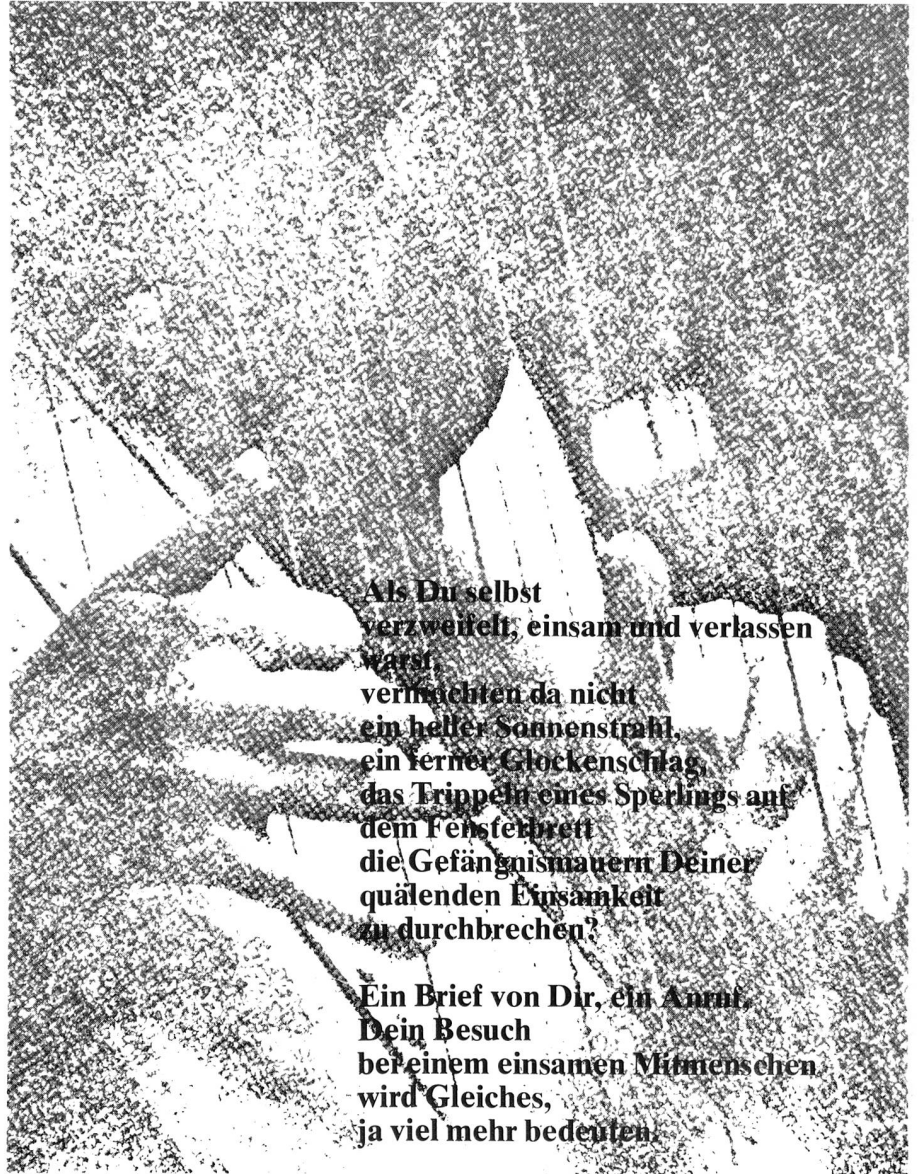 Als Du selbst
verzweifelt, einsam und verlassen
warst,
vermochten da nicht
ein heller Sonnenstrahl,
ein ferner Glockenschlag,
das Trippeln eines Sperlings auf
dem Fensterbrett
die Gefängnismauern Deiner
quälenden Einsamkeit
zu durchbrechen?
Ein Brief von Dir, ein Anruf,
Dein Besuch
bei einem einsamen Mitmenschen
wird Gleiches,
ja viel mehr bedeuten.